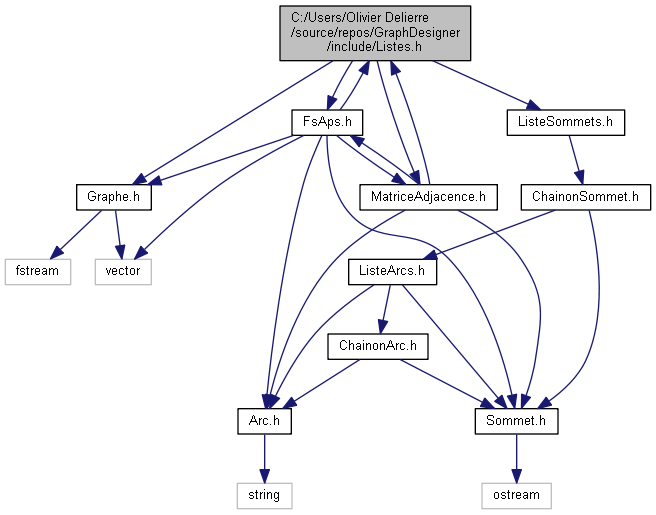 C:/Users/Olivier Delierre
/source/repos/GraphDesigner
/include/Listes.h
FsAps.h
ListeSommets.h
Graphe.h
MatriceAdjacence.h
ChainonSommet.h
fstream
vector
ListeArcs.h
ChainonArc.h
Arc.h
Sommet.h
string
ostream